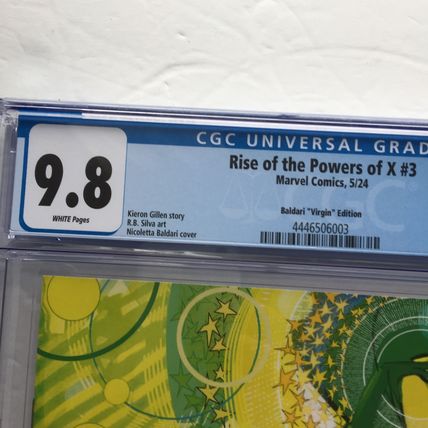 CGC UNIVERSAL GRAD
9.8
WHITE Pages
Rise of the Powers of X #3
Marvel Comics, 5/24
Kieron Gillen story
R.B. Silva art
Nicoletta Baldari cover
Baldari "Virgin" Edition
4446506003